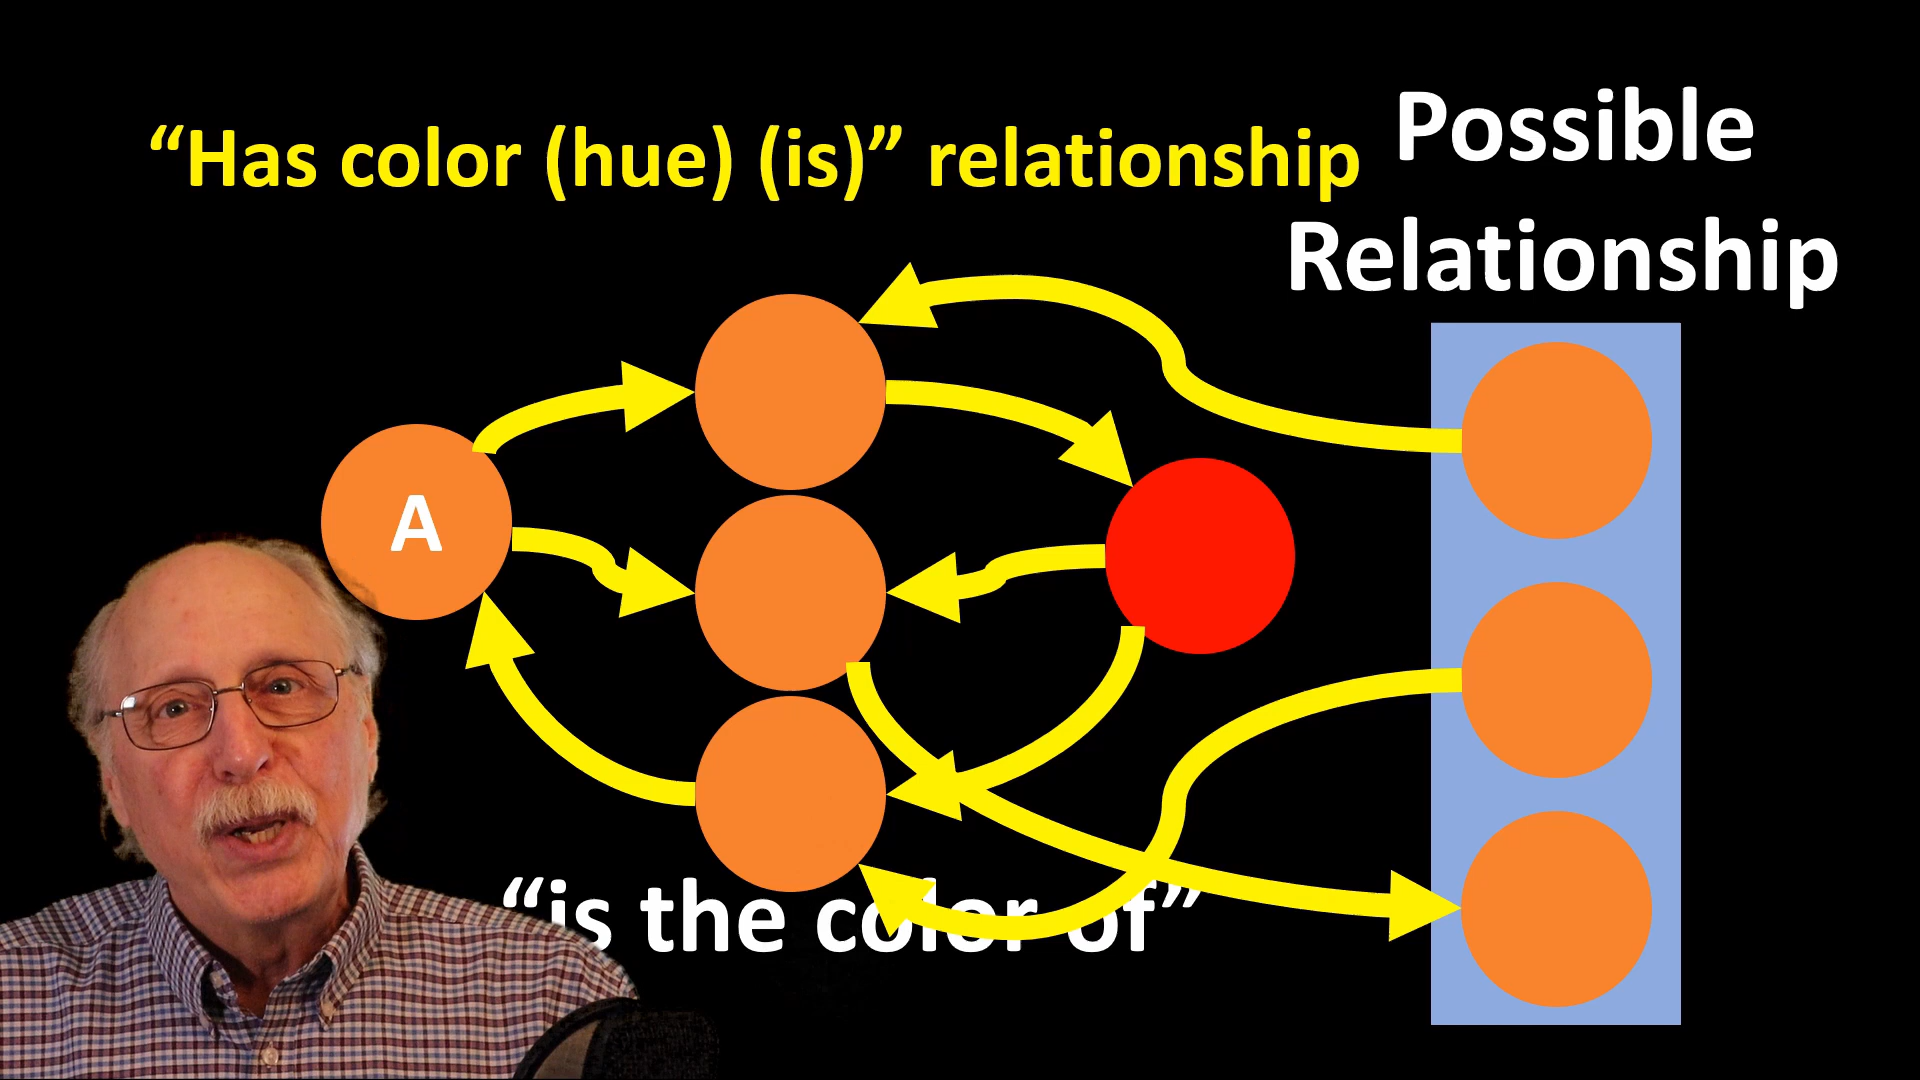 “Has color (hue) (is)” relationship
Possible
Relationship
A
“is the color of”